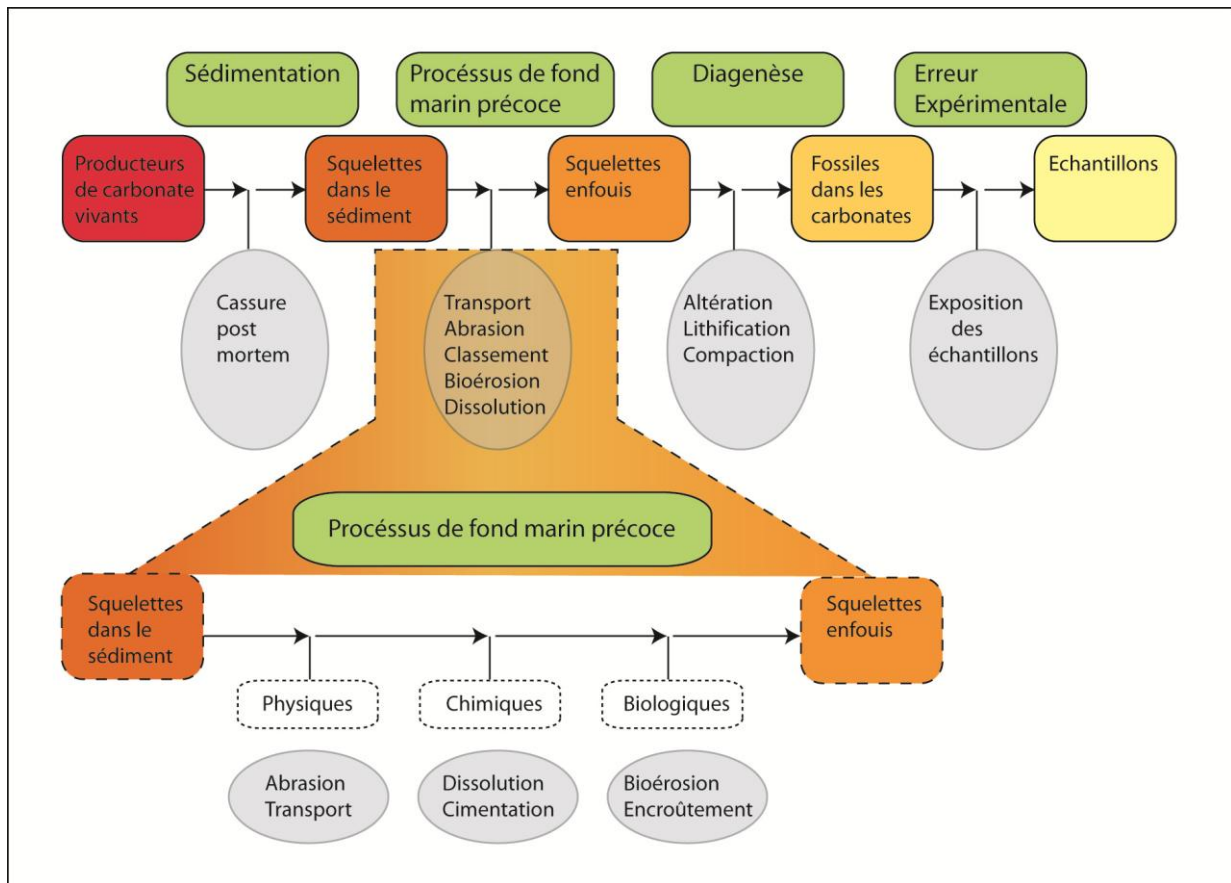 Sédimentation
Procéssus de fond
marin précoce
Diagenèse
Erreur
Expérimentale
Producteurs
de carbonate
vivants
Squelettes
dans le
sédiment
Squelettes
enfouis
Fossiles
dans les
carbonates
Echantillons
Cassure
post
mortem
Transport
Abrasion
Classement
Bioérosion
Dissolution
Altération
Lithification
Compaction
Exposition
des
échantillons
Procéssus de fond marin précoce
Squelettes
dans le
sédiment
Squelettes
enfouis
Physiques
Chimiques
Biologiques
Abrasion
Transport
Dissolution
Cimentation
Bioérosion
Encroûtement